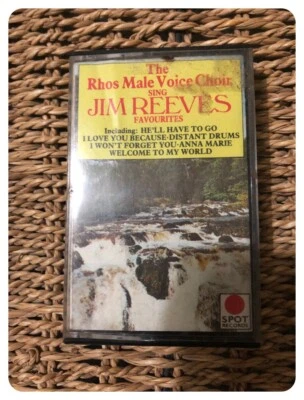 The
Rhos Male Voice Choir
SING
JIM REEVES
FAVOURITES
Including: HE'LL HAVE TO GO
I LOVE YOU BECAUSE·DISTANT DRUMS
I WON'T FORGET YOU·ANNA MARIE
WELCOME TO MY WORLD
SPOT
RECORDS